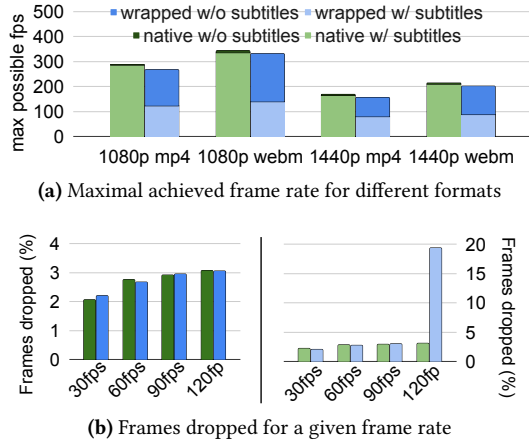 wrapped w/o subtitles wrapped w/ subtitles
native w/o subtitles native w/ subtitles
max possible fps
500
400
300
200
100
0
1080p mp4 1080p webm 1440p mp4 1440p webm
(a) Maximal achieved frame rate for different formats
Frames dropped (%)
4
3
2
1
0
30fps 60fps 90fps 120fp
20
15
10
5
0
Frames dropped (%)
30fps 60fps 90fps 120fp
(b) Frames dropped for a given frame rate